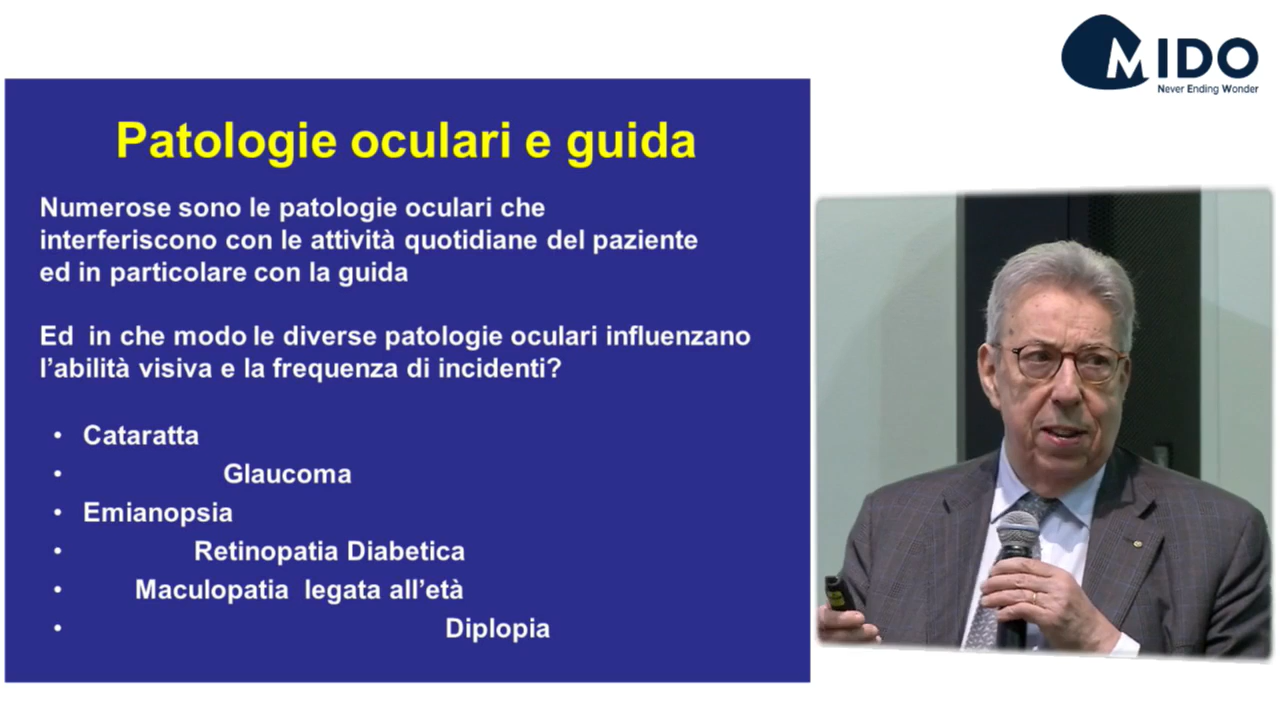 MIDO
Never Ending Wonder
Patologie oculari e guida
Numerose sono le patologie oculari che
interferiscono con le attività quotidiane del paziente
ed in particolare con la guida
Ed in che modo le diverse patologie oculari influenzano
l’abilità visiva e la frequenza di incidenti?
• Cataratta
• Glaucoma
• Emianopsia
• Retinopatia Diabetica
• Maculopatia legata all’età
• Diplopia